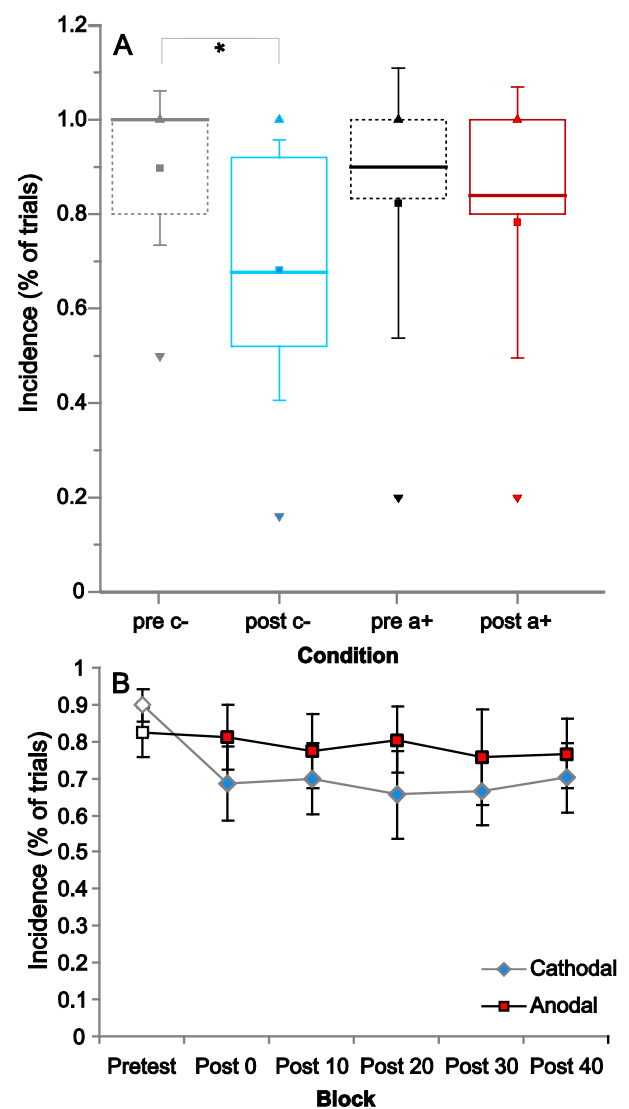 A
*
1.2
1.0
0.8
0.6
0.4
0.2
0
Incidence (% of trials)
pre c- post c- pre a+ post a+
Condition
B
1
0.9
0.8
0.7
0.6
0.5
0.4
0.3
0.2
0.1
0
Incidence (% of trials)
Cathodal
Anodal
Pretest Post 0 Post 10 Post 20 Post 30 Post 40
Block